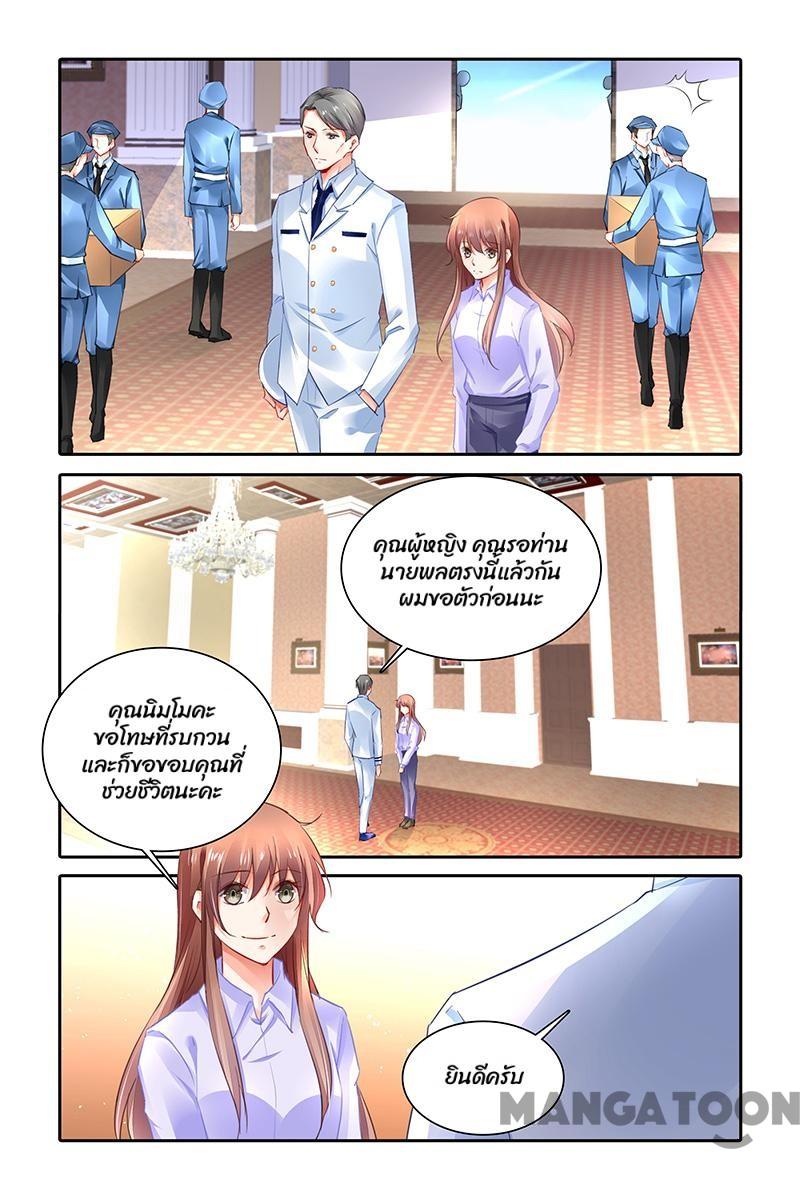 คุณผู้หญิง คุณรอท่าน
นายพลตรงนี้แล้วกัน
ผมขอตัวก่อนนะ
คุณนิมโมคะ
ขอโทษที่รบกวน
และก็ขอขอบคุณที่
ช่วยชีวิตนะคะ
ยินดีครับ
MANGATOON